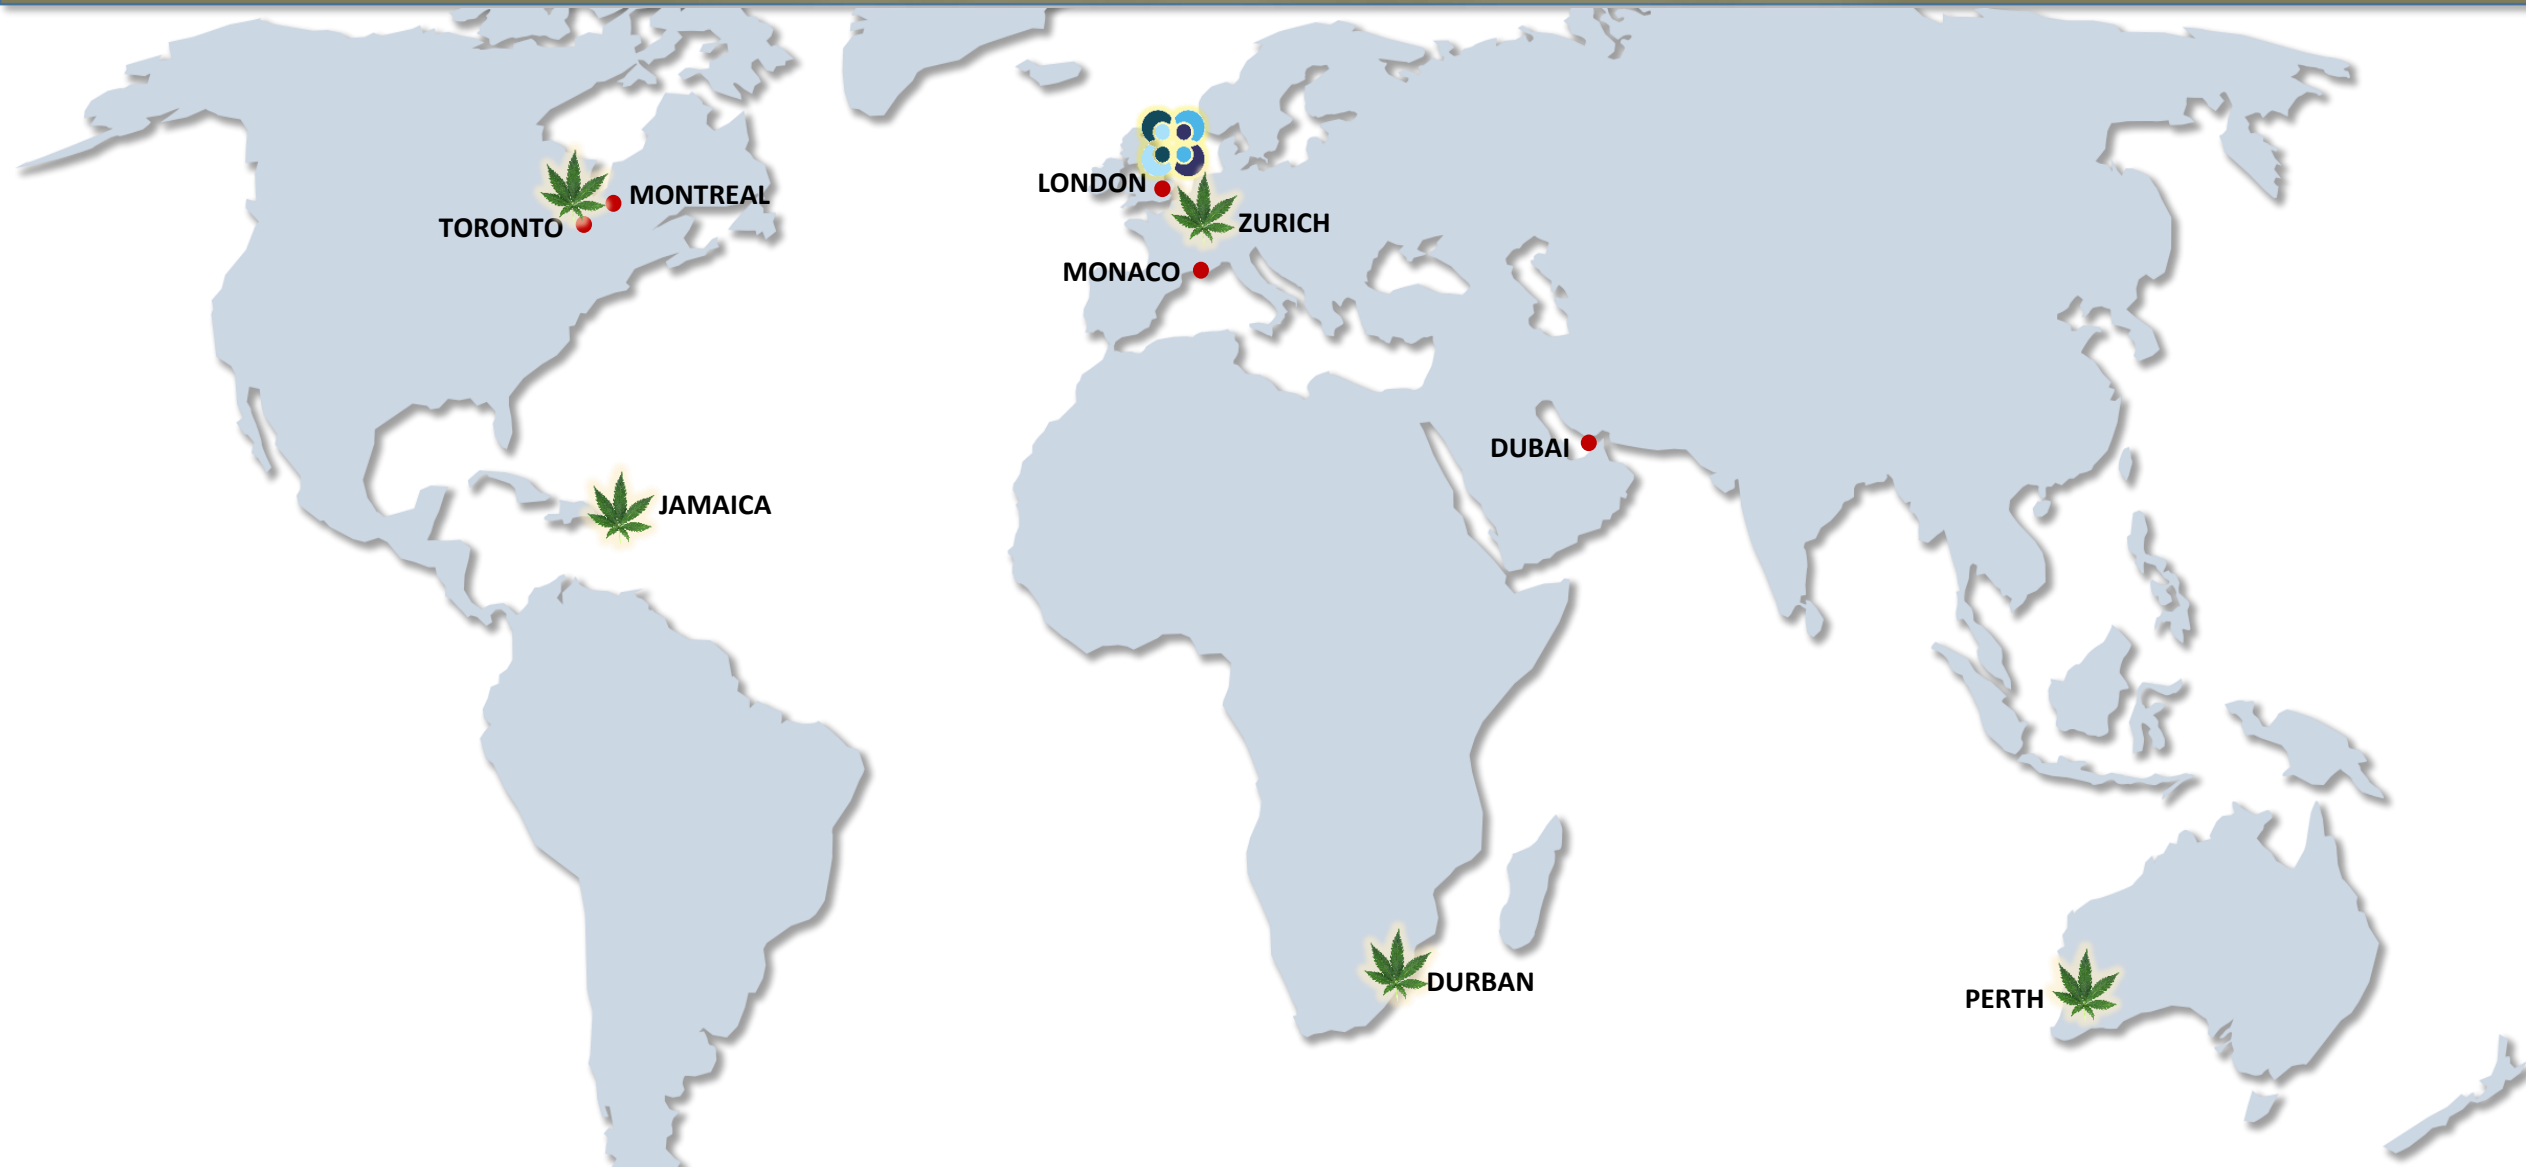 MONTREAL
TORONTO
LONDON
ZURICH
MONACO
DUBAI
JAMAICA
DURBAN
PERTH